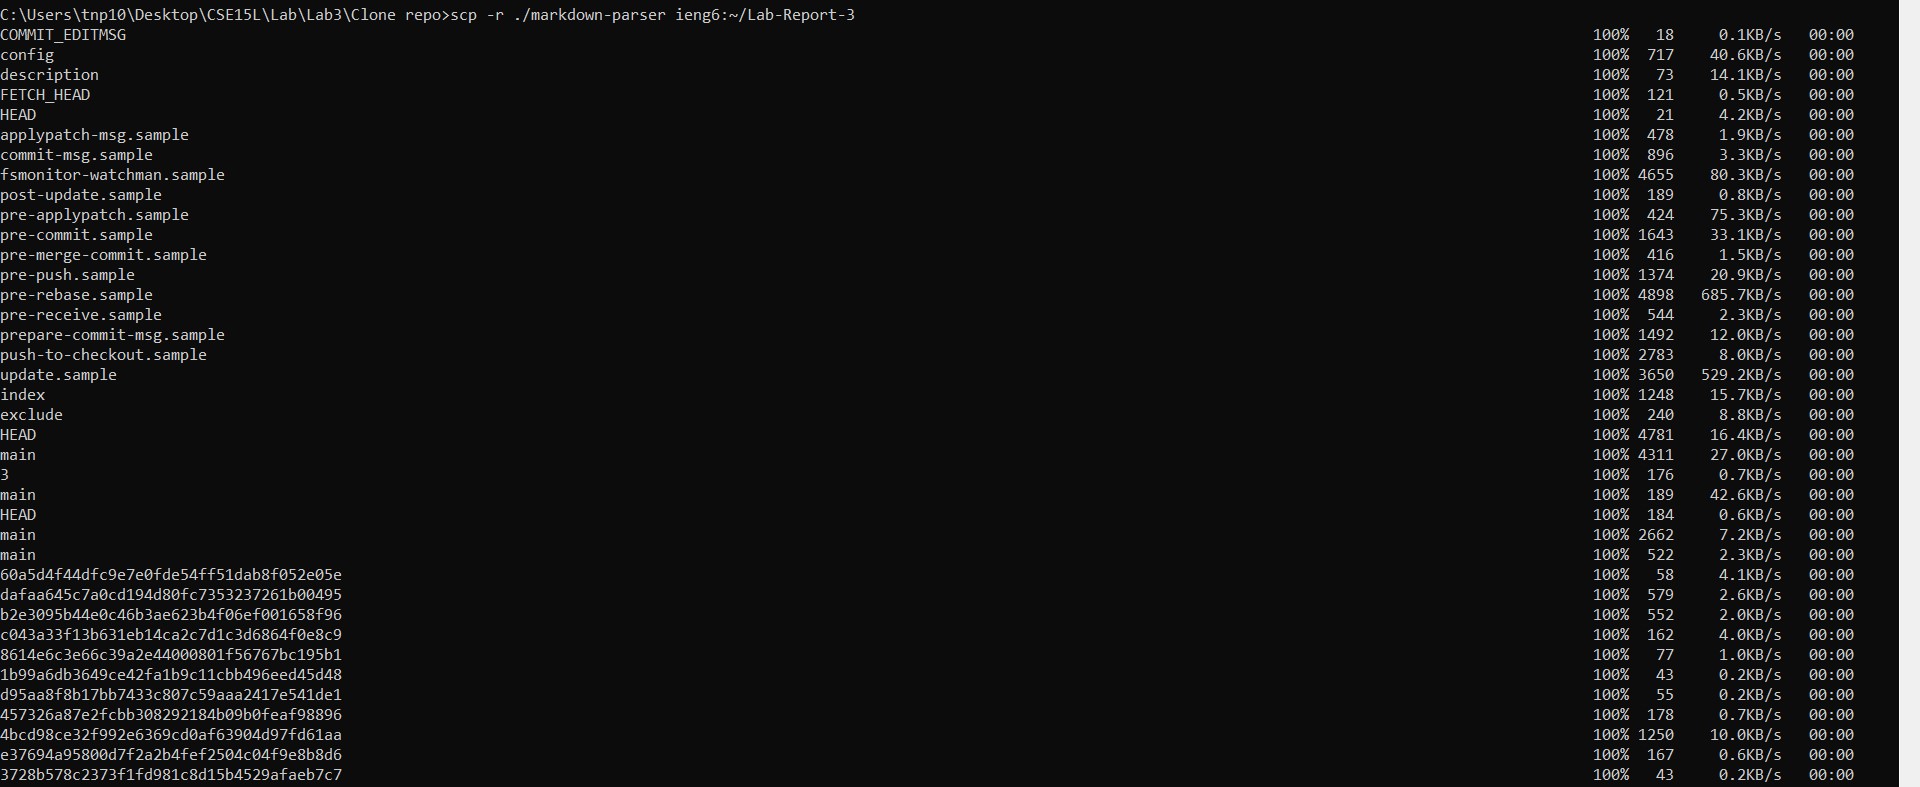 C:\Users\tnp10\Desktop\CSE15L\Lab\Lab3\Clone repo>scp -r ./markdown-parser ieng6:~/Lab-Report-3
COMMIT_EDITMSG 100% 18 0.1KB/s 00:00
config 100% 717 40.6KB/s 00:00
description 100% 73 14.1KB/s 00:00
FETCH_HEAD 100% 121 0.5KB/s 00:00
HEAD 100% 21 4.2KB/s 00:00
applypatch-msg.sample 100% 478 1.9KB/s 00:00
commit-msg.sample 100% 896 3.3KB/s 00:00
fsmonitor-watchman.sample 100% 4655 80.3KB/s 00:00
post-update.sample 100% 189 0.8KB/s 00:00
pre-applypatch.sample 100% 424 75.3KB/s 00:00
pre-commit.sample 100% 1643 33.1KB/s 00:00
pre-merge-commit.sample 100% 416 1.5KB/s 00:00
pre-push.sample 100% 1374 20.9KB/s 00:00
pre-rebase.sample 100% 4898 685.7KB/s 00:00
pre-receive.sample 100% 544 2.3KB/s 00:00
prepare-commit-msg.sample 100% 1492 12.0KB/s 00:00
push-to-checkout.sample 100% 2783 8.0KB/s 00:00
update.sample 100% 3650 529.2KB/s 00:00
index 100% 1248 15.7KB/s 00:00
exclude 100% 240 8.8KB/s 00:00
HEAD 100% 4781 16.4KB/s 00:00
main 100% 4311 27.0KB/s 00:00
3 100% 176 0.7KB/s 00:00
main 100% 189 42.6KB/s 00:00
HEAD 100% 184 0.6KB/s 00:00
main 100% 2662 7.2KB/s 00:00
main 100% 522 2.3KB/s 00:00
60a5d4f44dfc9e7e0fde54ff51dab8f052e05e 100% 58 4.1KB/s 00:00
dafaa645c7a0cd194d80fc7353237261b00495 100% 579 2.6KB/s 00:00
b2e3095b44e0c46b3ae623b4f06ef001658f96 100% 552 2.0KB/s 00:00
c043a33f13b631eb14ca2c7d1c3d6864f0e8c9 100% 162 4.0KB/s 00:00
8614e6c3e66c39a2e44000801f56767bc195b1 100% 77 1.0KB/s 00:00
1b99a6db3649ce42fa1b9c11cbb496eed45d48 100% 43 0.2KB/s 00:00
d95aa8f8b17bb7433c807c59aaa2417e541de1 100% 55 0.2KB/s 00:00
457326a87e2fcbb308292184b09b0feaf98896 100% 178 0.7KB/s 00:00
4bcd98ce32f992e6369cd0af63904d97fd61aa 100% 1250 10.0KB/s 00:00
e37694a95800d7f2a2b4fef2504c04f9e8b8d6 100% 167 0.6KB/s 00:00
3728b578c2373f1fd981c8d15b4529afaeb7c7 100% 43 0.2KB/s 00:00